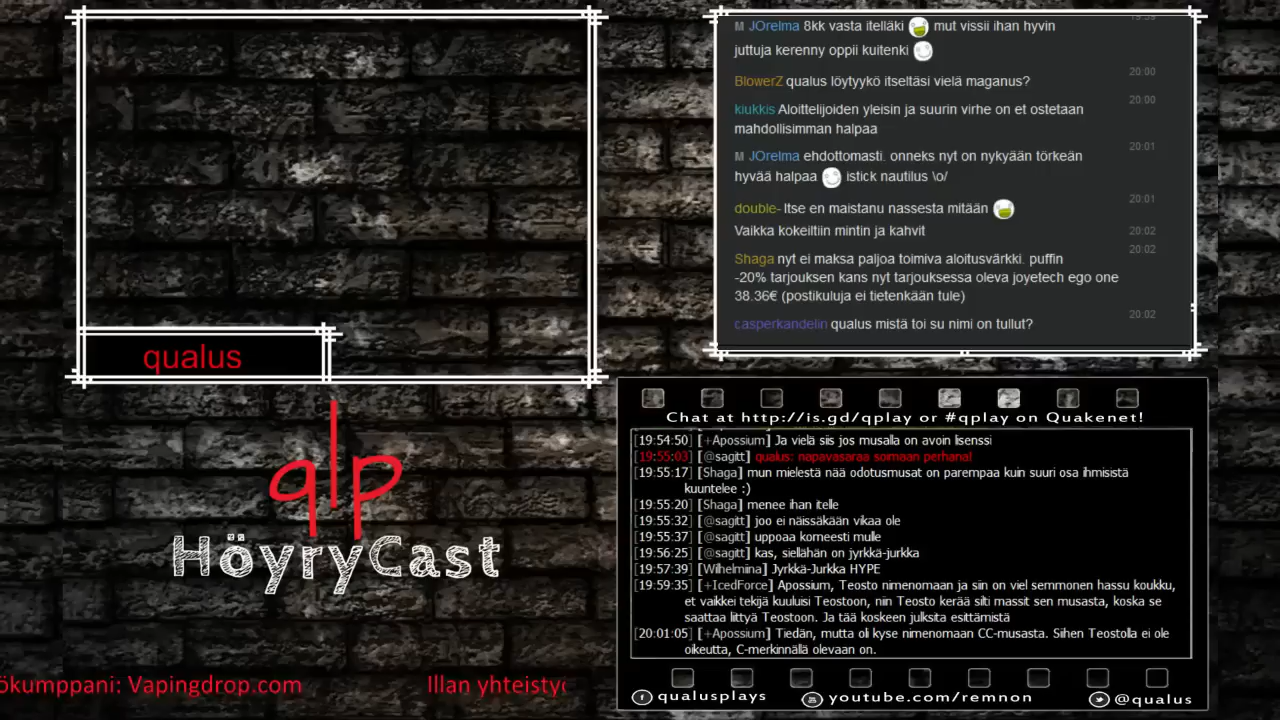 qualus
qlp
HöyryCast
ökumppani: Vapingdrop.com
Illan yhteisty
19:59
M JOrelma 8kk vasta itelläki mut vissii ihan hyvin
juttuja kerenny oppii kuitenki
20:00
BlowerZ qualus löytyykö itseltäsi vielä maganus?
20:00
kiukkis Aloittelijoiden yleisin ja suurin virhe on et ostetaan
mahdollisimman halpaa
20:01
M JOrelma ehdottomasti. onneks nyt on nykyään törkeän
hyvää halpaa istick nautilus \o/
20:01
double- Itse en maistanu nassesta mitään
Vaikka kokeiltiin mintin ja kahvit 20:02
20:02
Shaga nyt ei maksa paljoa toimiva aloitusvärkki. puffin
-20% tarjouksen kans nyt tarjouksessa oleva joyetech ego one
38.36€ (postikuluja ei tietenkään tule)
20:02
casperkandelin qualus mistä toi su nimi on tullut?
Chat at http://is.gd/qplay or #qplay on Quakenet!
[19:54:50] [+Apossium] Ja vielä siis jos musalla on avoin lisenssi
[19:55:03] [@sagitt] qualus: napavasaraa soimaan perhana!
[19:55:17] [Shaga] mun mielestä nää odotusmusat on parempaa kuin suuri osa ihmisistä
kuuntelee :)
[19:55:20] [Shaga] menee ihan itelle
[19:55:32] [@sagitt] joo ei näissäkään vikaa ole
[19:55:37] [@sagitt] uppoaa komeesti mulle
[19:56:25] [@sagitt] kas, siellähän on jyrkkä-jurkka
[19:57:39] [Wilhelmina] Jyrkkä-Jurkka HYPE
[19:59:35] [+IcedForce] Apossium, Teosto nimenomaan ja siin on viel semmonen hassu koukku,
et vaikkei tekijä kuuluisi Teostoon, niin Teosto kerää silti massit sen musasta, koska se
saattaa liittyä Teostoon. Ja tää koskeen julksita esittämistä
[20:01:05] [+Apossium] Tiedän, mutta oli kyse nimenomaan CC-musasta. Siihen Teostolla ei ole
oikeutta, C-merkinnällä olevaan on.
qualusplays
youtube.com/remnon
@qualus